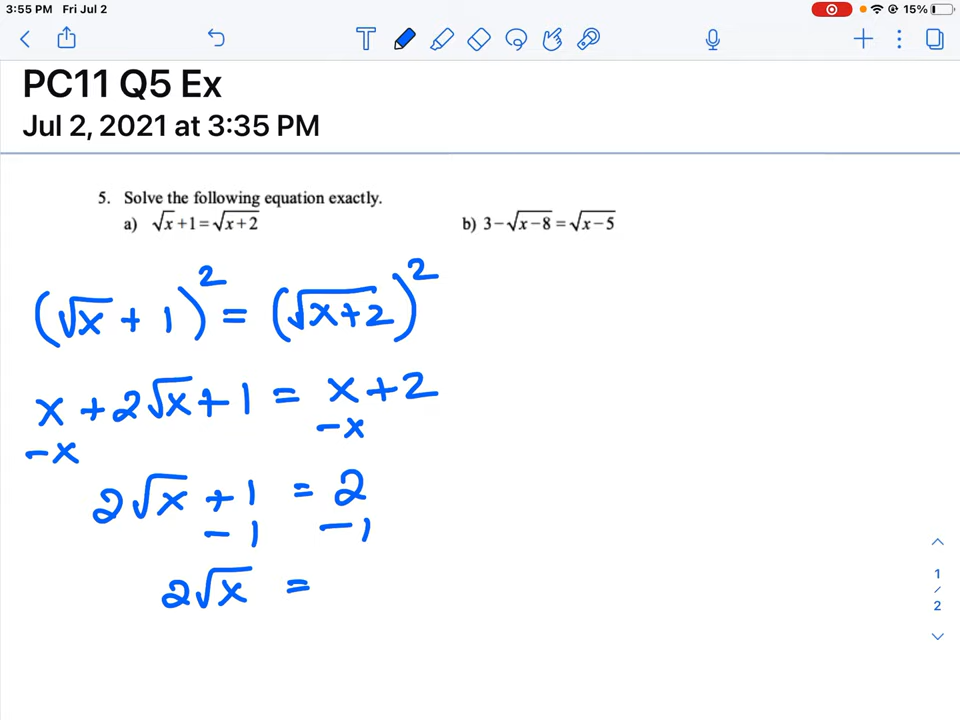 3:55 PM Fri Jul 2 15%
T
PC11 Q5 Ex
Jul 2, 2021 at 3:35 PM
5. Solve the following equation exactly.
a) √x + 1 = √(x+2) b) 3 − √(x−8) = √(x−5)
(√x + 1)² = (√(x+2))²
x + 2√x + 1 = x + 2
−x −x
2√x + 1 = 2
−1 −1
2√x =
1
/
2